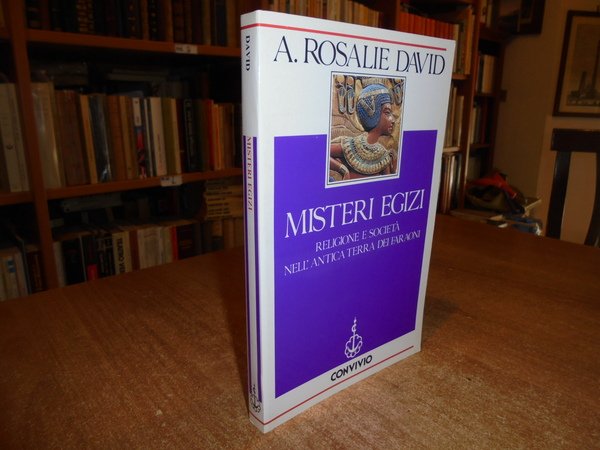 A. ROSALIE DAVID
MISTERI EGIZI
RELIGIONE E SOCIETÀ
NELL'ANTICA TERRA DEI FARAONI
CONVIVIO
DAVID
MISTERI EGIZI